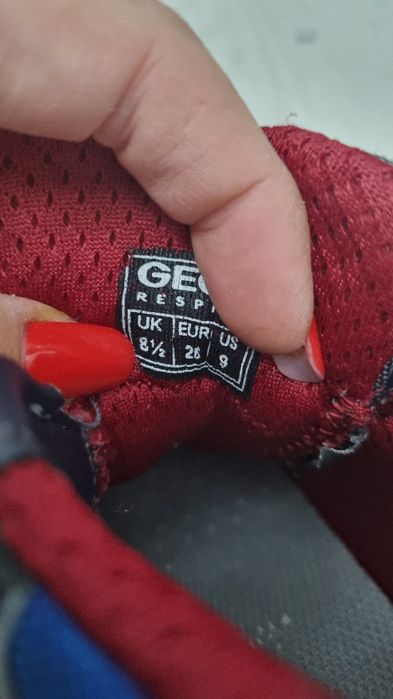 GEO
RESP
UK EUR US
8½ 26 9